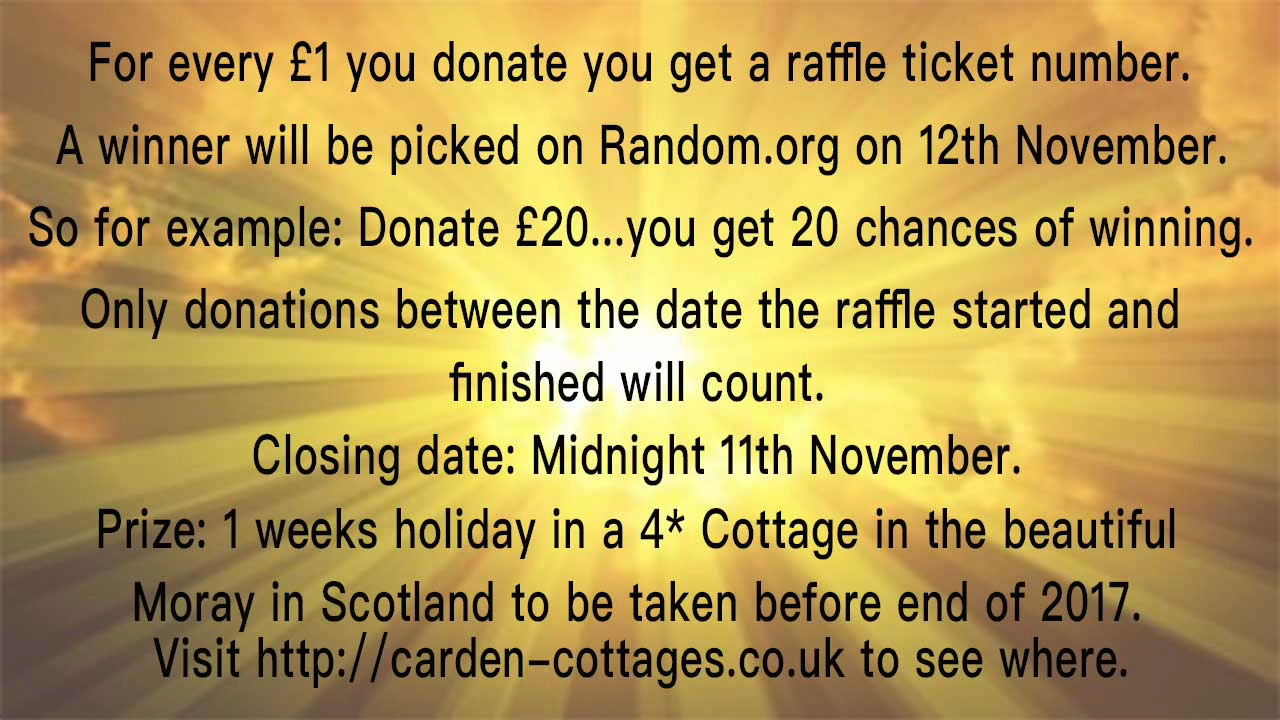 For every £1 you donate you get a raffle ticket number.
A winner will be picked on Random.org on 12th November.
So for example: Donate £20...you get 20 chances of winning.
Only donations between the date the raffle started and
finished will count.
Closing date: Midnight 11th November.
Prize: 1 weeks holiday in a 4* Cottage in the beautiful
Moray in Scotland to be taken before end of 2017.
Visit http://carden-cottages.co.uk to see where.